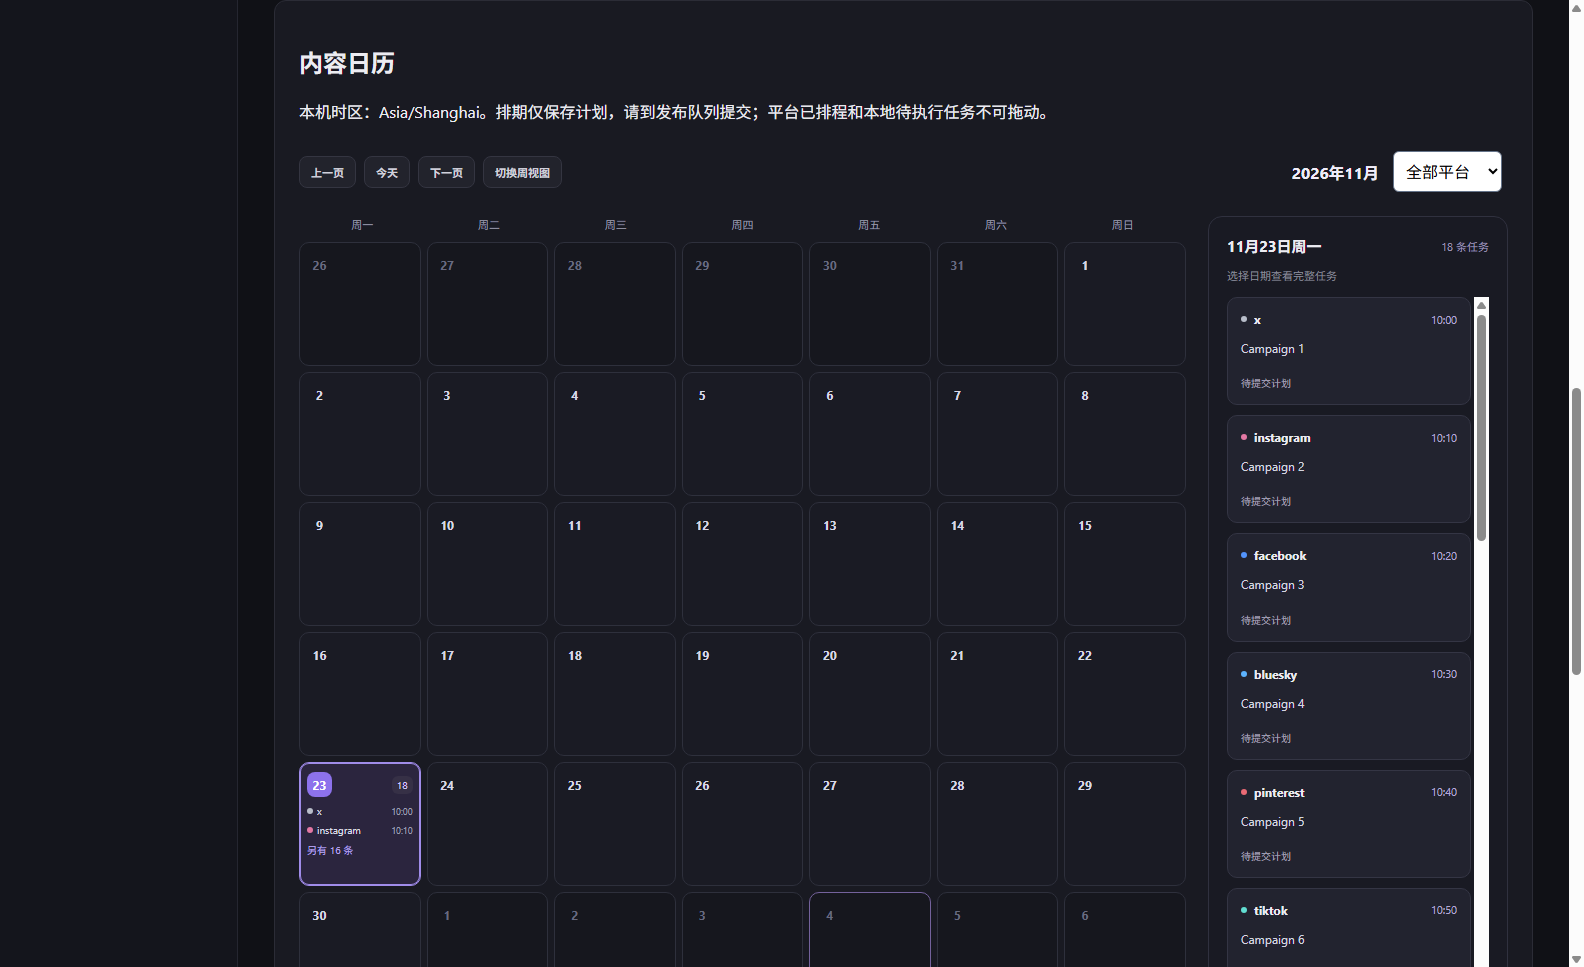 内容日历
本机时区：Asia/Shanghai。排期仅保存计划，请到发布队列提交；平台已排程和本地待执行任务不可拖动。
上一页 今天 下一页 切换周视图 2026年11月 全部平台
周一 周二 周三 周四 周五 周六 周日
26 27 28 29 30 31 1
2 3 4 5 6 7 8
9 10 11 12 13 14 15
16 17 18 19 20 21 22
23 18 24 25 26 27 28 29
x 10:00
instagram 10:10
另有 16 条
30 1 2 3 4 5 6
11月23日周一 18 条任务
选择日期查看完整任务
x 10:00
Campaign 1
待提交计划
instagram 10:10
Campaign 2
待提交计划
facebook 10:20
Campaign 3
待提交计划
bluesky 10:30
Campaign 4
待提交计划
pinterest 10:40
Campaign 5
待提交计划
tiktok 10:50
Campaign 6